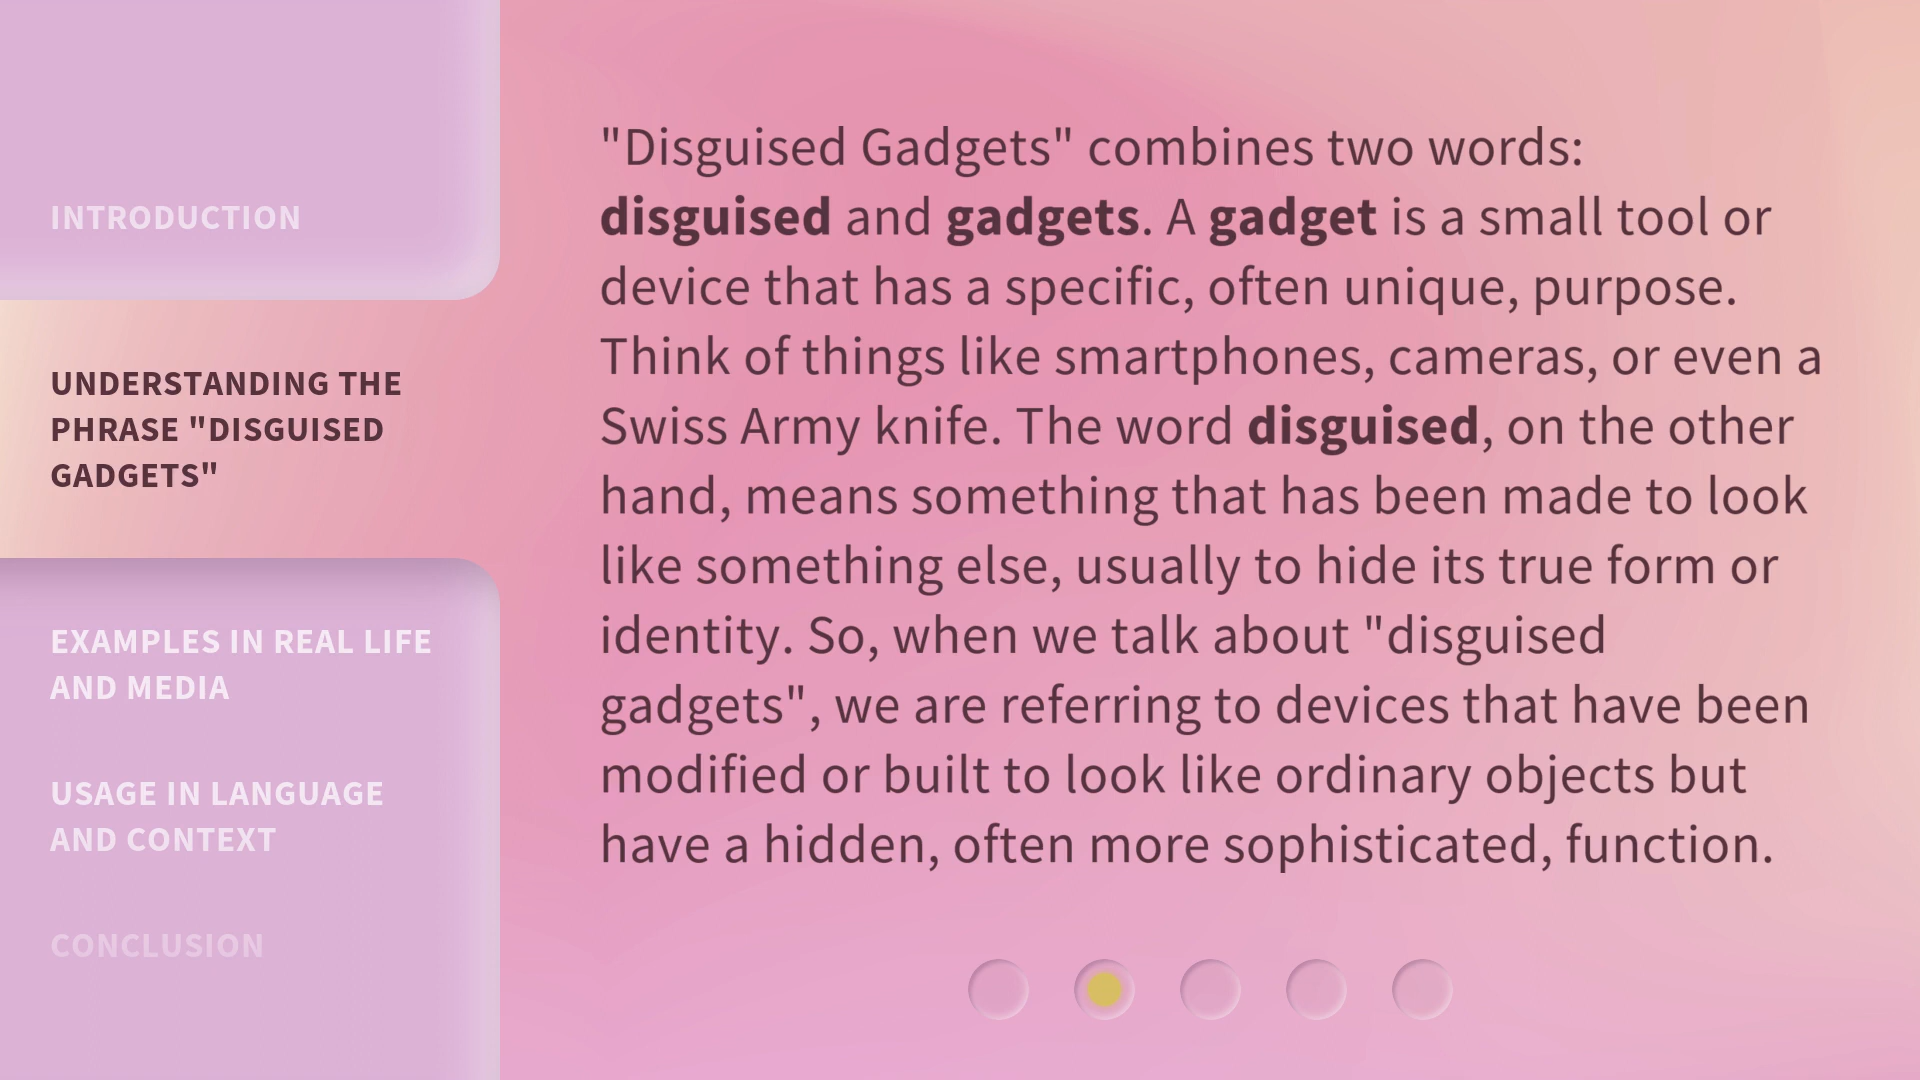 INTRODUCTION
UNDERSTANDING THE
PHRASE "DISGUISED
GADGETS"
EXAMPLES IN REAL LIFE
AND MEDIA
USAGE IN LANGUAGE
AND CONTEXT
CONCLUSION
"Disguised Gadgets" combines two words:
disguised and gadgets. A gadget is a small tool or
device that has a specific, often unique, purpose.
Think of things like smartphones, cameras, or even a
Swiss Army knife. The word disguised, on the other
hand, means something that has been made to look
like something else, usually to hide its true form or
identity. So, when we talk about "disguised
gadgets", we are referring to devices that have been
modified or built to look like ordinary objects but
have a hidden, often more sophisticated, function.